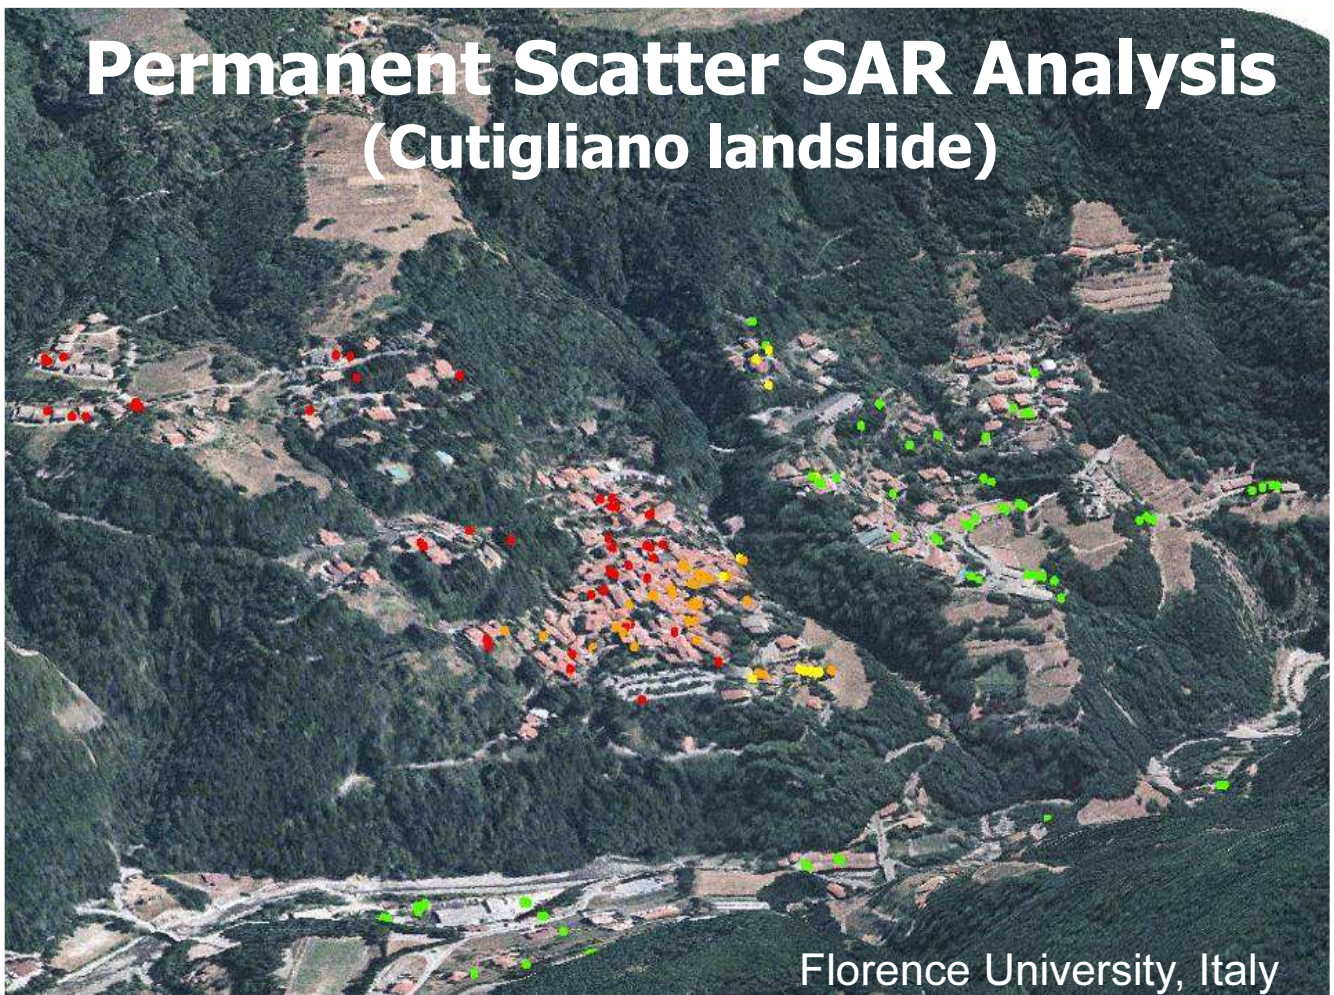 Permanent Scatter SAR Analysis
(Cutigliano landslide)
Florence University, Italy